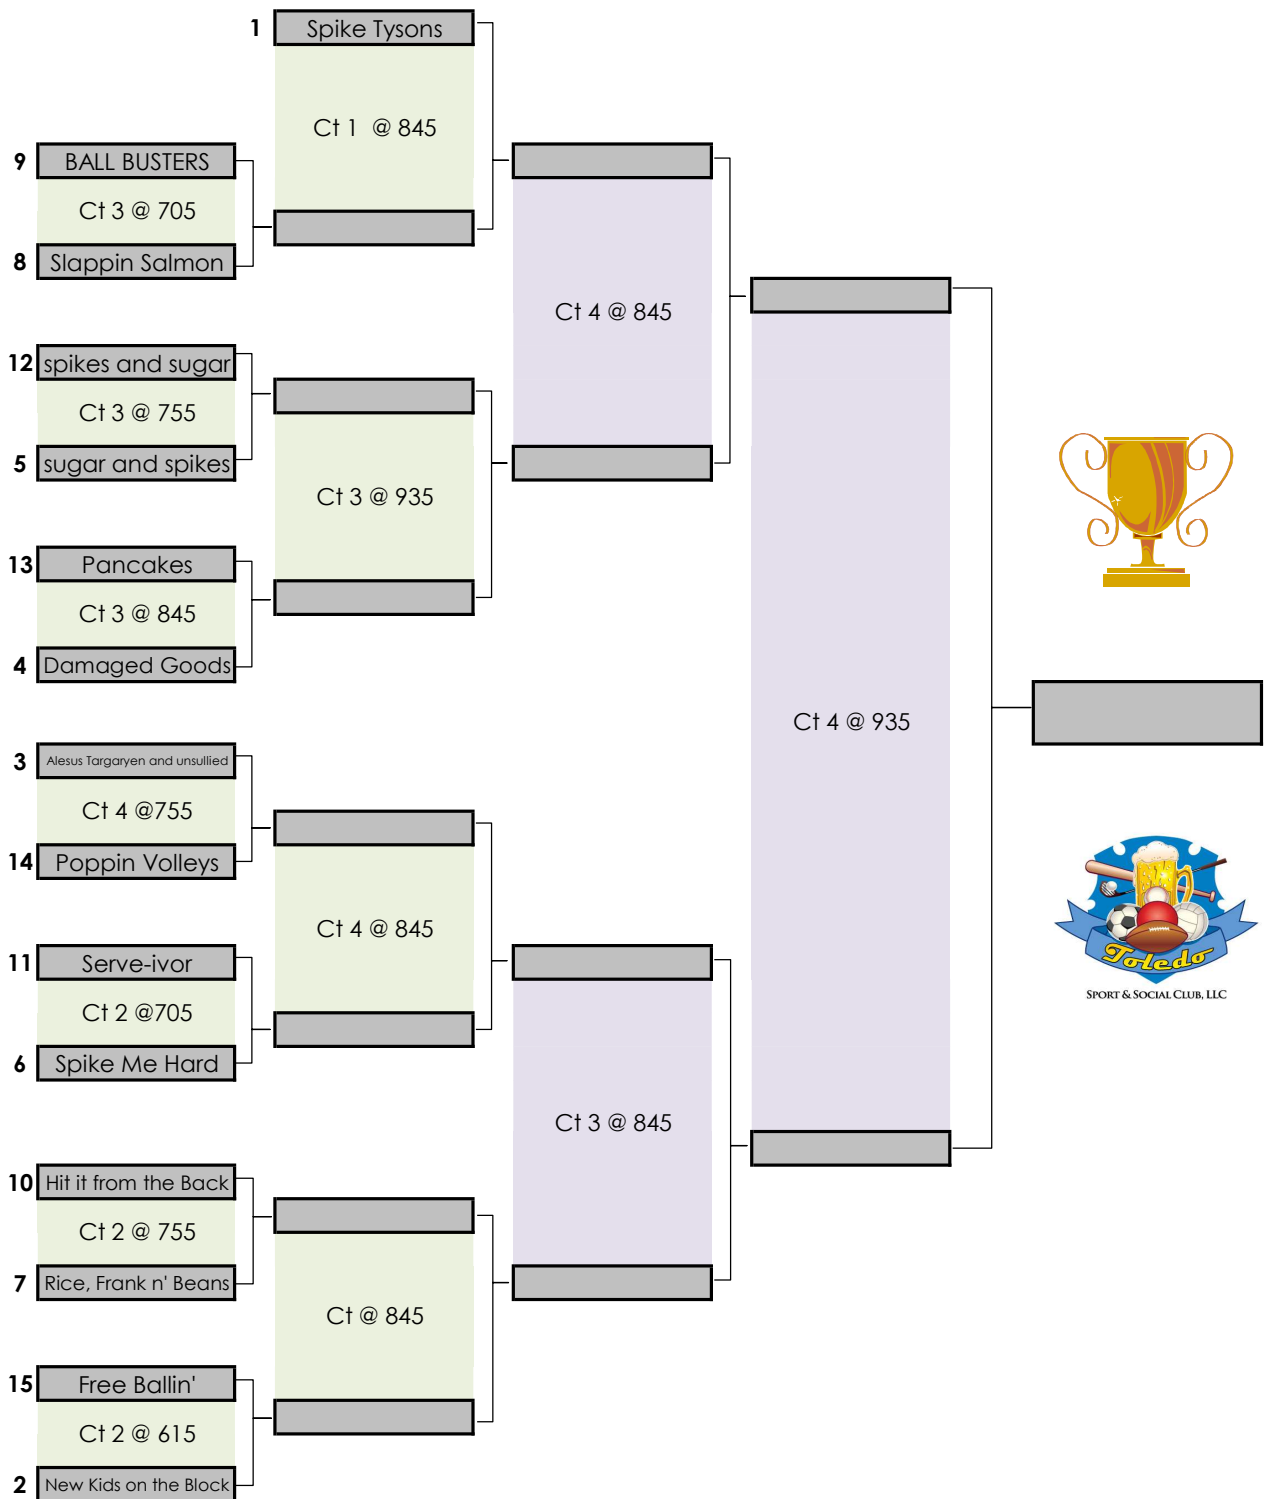 1 Spike Tysons
Ct 1 @ 845
9 BALL BUSTERS
Ct 3 @ 705
8 Slappin Salmon
Ct 4 @ 845
12 spikes and sugar
Ct 3 @ 755
5 sugar and spikes
Ct 3 @ 935
13 Pancakes
Ct 3 @ 845
4 Damaged Goods
Ct 4 @ 935
3 Alesus Targaryen and unsullied
Ct 4 @755
14 Poppin Volleys
Ct 4 @ 845
11 Serve-ivor
Ct 2 @705
6 Spike Me Hard
Ct 3 @ 845
10 Hit it from the Back
Ct 2 @ 755
7 Rice, Frank n' Beans
Ct @ 845
15 Free Ballin'
Ct 2 @ 615
2 New Kids on the Block
Toledo
SPORT & SOCIAL CLUB, LLC